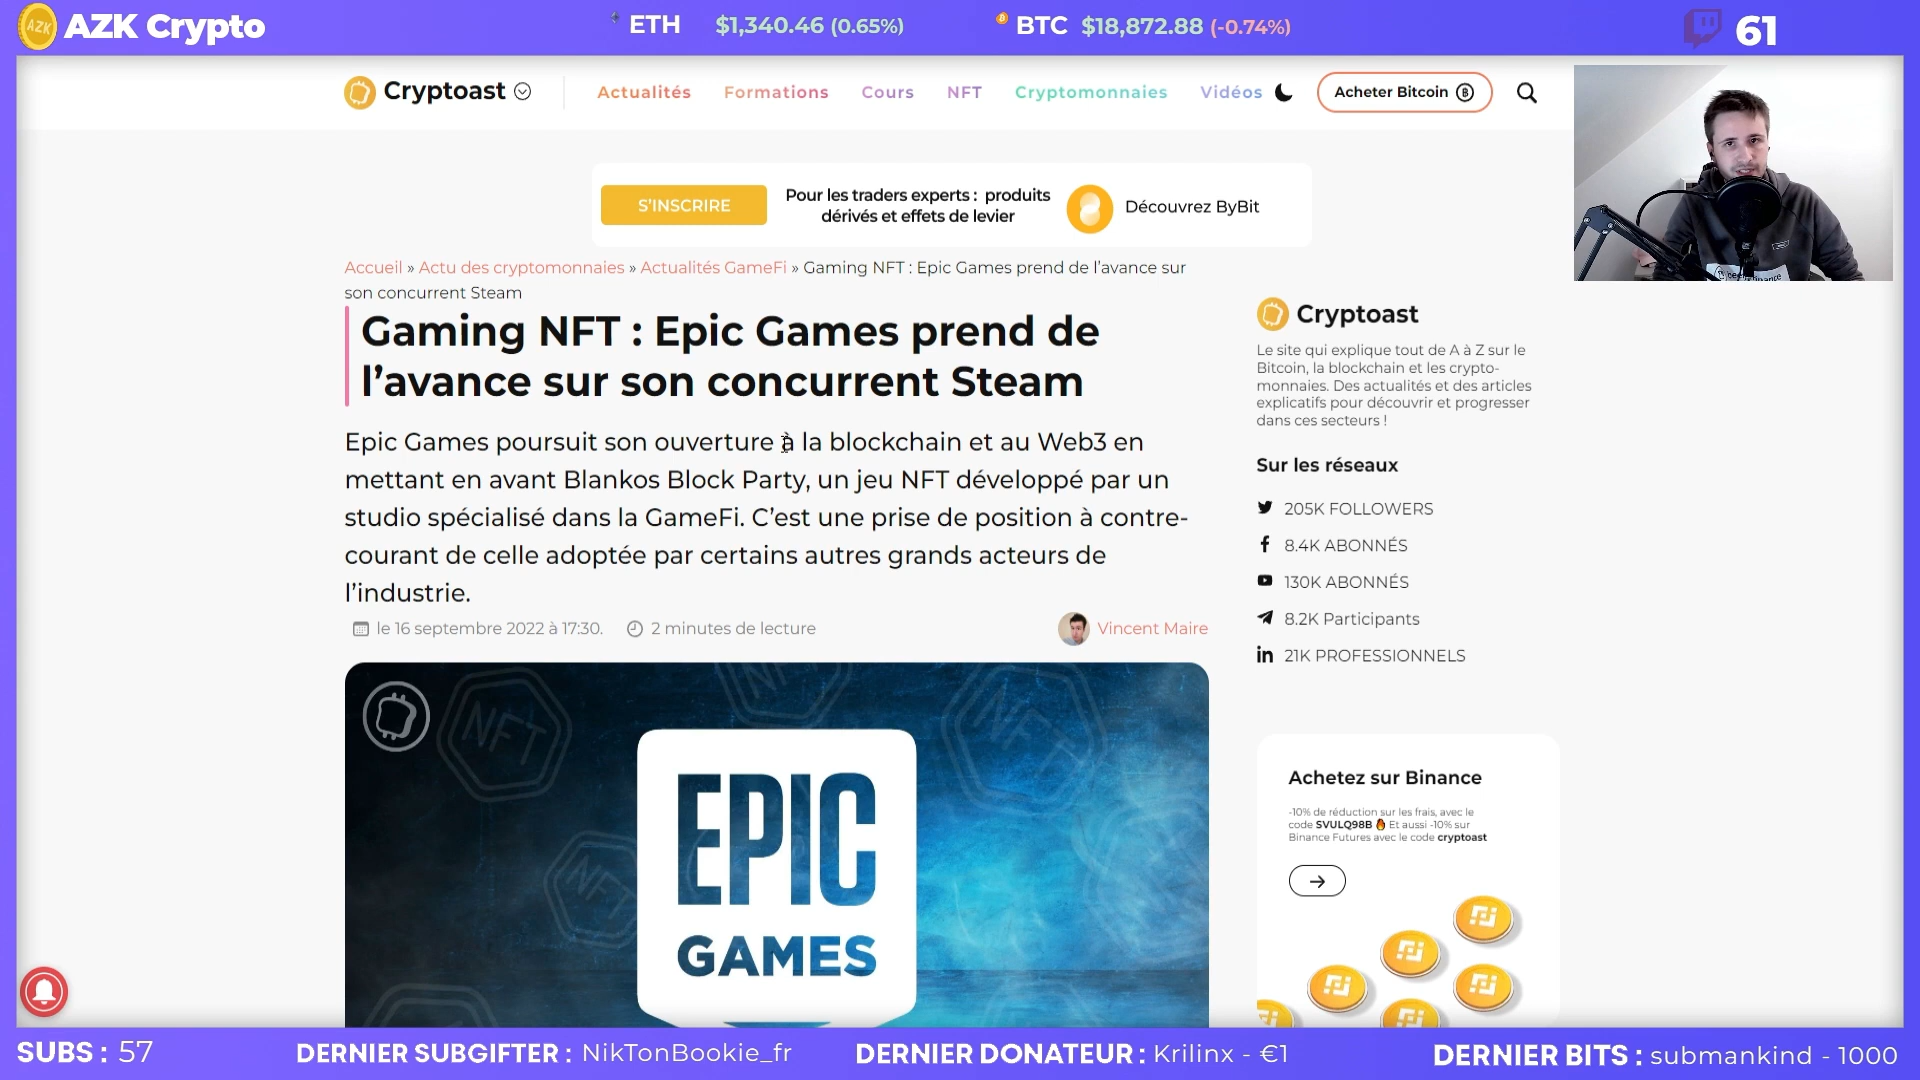 AZK
AZK Crypto
ETH $1,340.46 (0.65%)
BTC $18,872.88 (-0.74%)
61
Cryptoast
Actualités Formations Cours NFT Cryptomonnaies Vidéos
Acheter Bitcoin
S'INSCRIRE
Pour les traders experts : produits
dérivés et effets de levier
Découvrez ByBit
Accueil » Actu des cryptomonnaies » Actualités GameFi » Gaming NFT : Epic Games prend de l’avance sur
son concurrent Steam
Gaming NFT : Epic Games prend de
l’avance sur son concurrent Steam
Epic Games poursuit son ouverture à la blockchain et au Web3 en
mettant en avant Blankos Block Party, un jeu NFT développé par un
studio spécialisé dans la GameFi. C’est une prise de position à contre-
courant de celle adoptée par certains autres grands acteurs de
l’industrie.
le 16 septembre 2022 à 17:30.
2 minutes de lecture
Vincent Maire
NFT
NFT
NFT
NFT
EPIC
GAMES
Cryptoast
Le site qui explique tout de A à Z sur le
Bitcoin, la blockchain et les crypto-
monnaies. Des actualités et des articles
explicatifs pour découvrir et progresser
dans ces secteurs !
Sur les réseaux
205K FOLLOWERS
8.4K ABONNÉS
130K ABONNÉS
8.2K Participants
21K PROFESSIONNELS
Achetez sur Binance
-10% de réduction sur les frais, avec le
code SVULQ98B 🔥 Et aussi -10% sur
Binance Futures avec le code cryptoast
SUBS : 57
DERNIER SUBGIFTER : NikTonBookie_fr
DERNIER DONATEUR : Krilinx - €1
DERNIER BITS : submankind - 1000